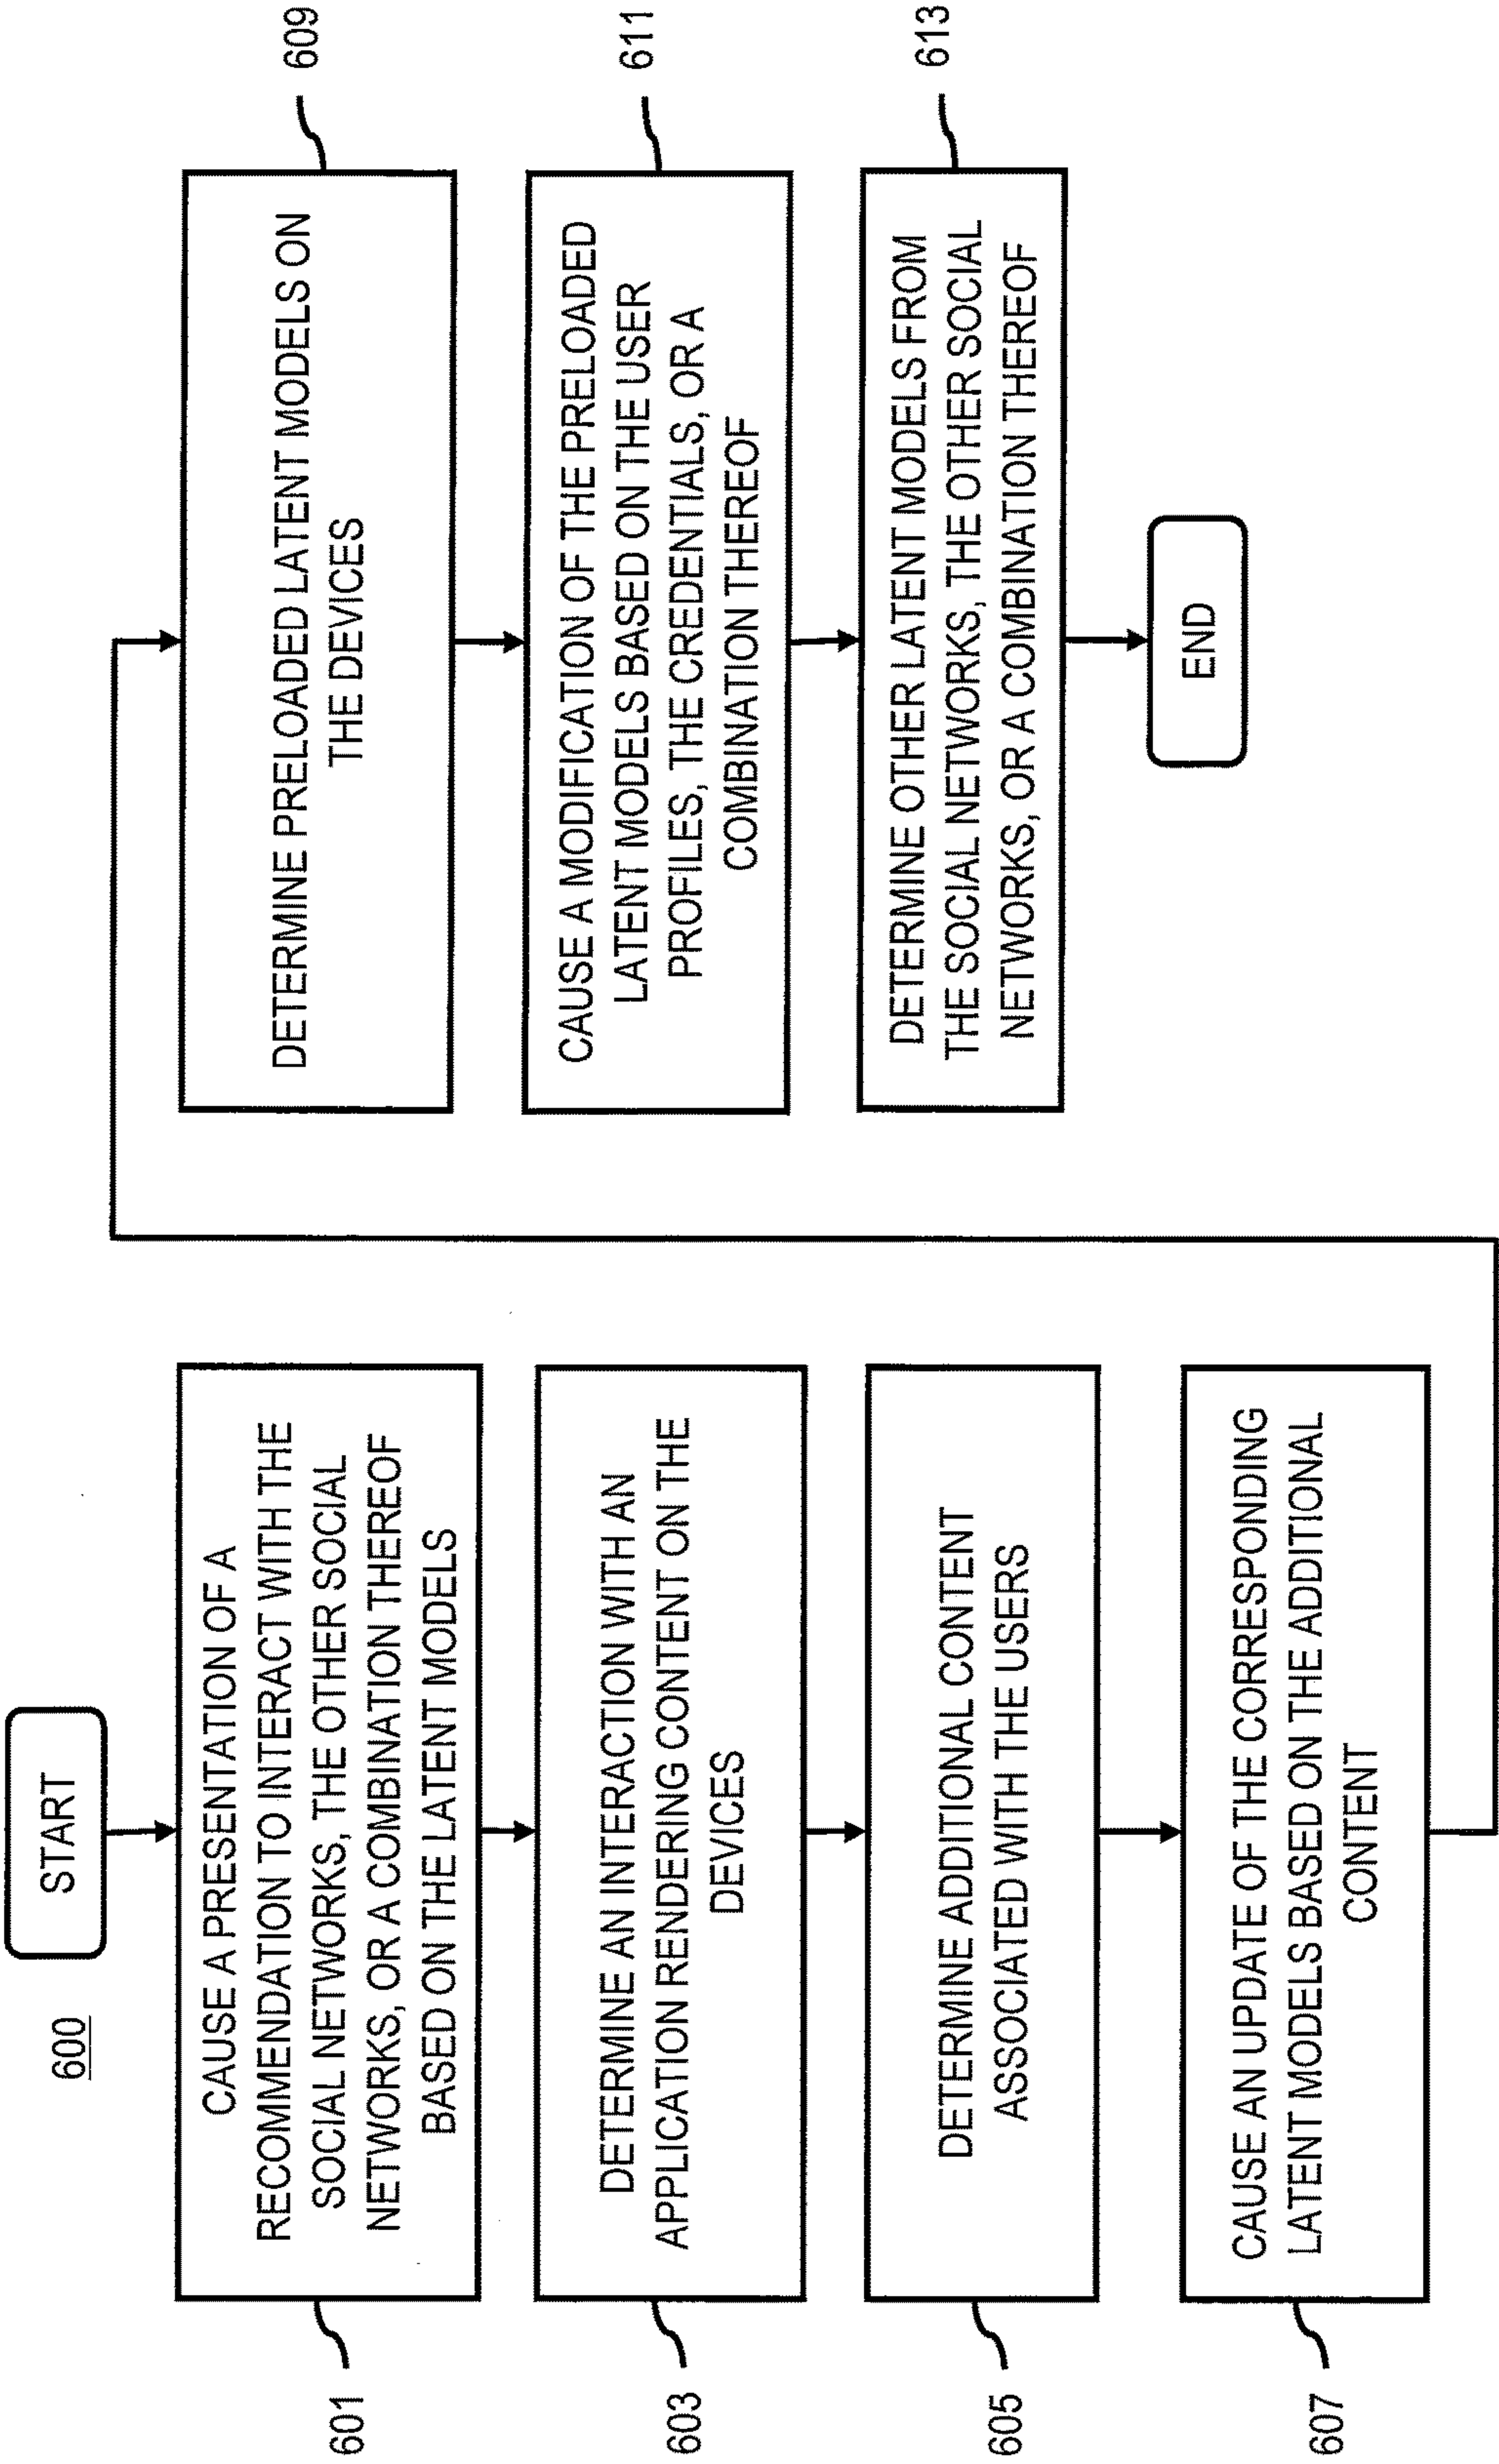 600
START
601
CAUSE A PRESENTATION OF A
RECOMMENDATION TO INTERACT WITH THE
SOCIAL NETWORKS, THE OTHER SOCIAL
NETWORKS, OR A COMBINATION THEREOF
BASED ON THE LATENT MODELS
603
DETERMINE AN INTERACTION WITH AN
APPLICATION RENDERING CONTENT ON THE
DEVICES
605
DETERMINE ADDITIONAL CONTENT
ASSOCIATED WITH THE USERS
607
CAUSE AN UPDATE OF THE CORRESPONDING
LATENT MODELS BASED ON THE ADDITIONAL
CONTENT
DETERMINE PRELOADED LATENT MODELS ON
THE DEVICES
609
CAUSE A MODIFICATION OF THE PRELOADED
LATENT MODELS BASED ON THE USER
PROFILES, THE CREDENTIALS, OR A
COMBINATION THEREOF
611
DETERMINE OTHER LATENT MODELS FROM
THE SOCIAL NETWORKS, THE OTHER SOCIAL
NETWORKS, OR A COMBINATION THEREOF
613
END